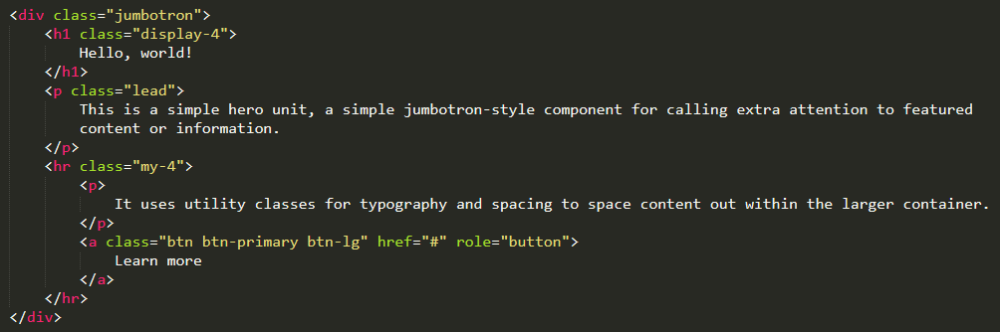 <div class="jumbotron">
    <h1 class="display-4">
        Hello, world!
    </h1>
    <p class="lead">
        This is a simple hero unit, a simple jumbotron-style component for calling extra attention to featured
        content or information.
    </p>
    <hr class="my-4">
        <p>
            It uses utility classes for typography and spacing to space content out within the larger container.
        </p>
        <a class="btn btn-primary btn-lg" href="#" role="button">
            Learn more
        </a>
    </hr>
</div>